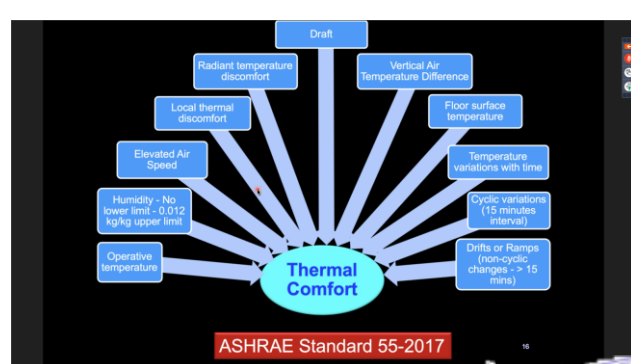 Draft
Radiant temperature
discomfort
Vertical Air
Temperature Difference
Local thermal
discomfort
Floor surface
temperature
Elevated Air
Speed
Temperature
variations with time
Humidity - No
lower limit - 0.012
kg/kg upper limit
Cyclic variations
(15 minutes
interval)
Operative
temperature
Drifts or Ramps
(non-cyclic
changes - > 15
mins)
Thermal
Comfort
ASHRAE Standard 55-2017
16